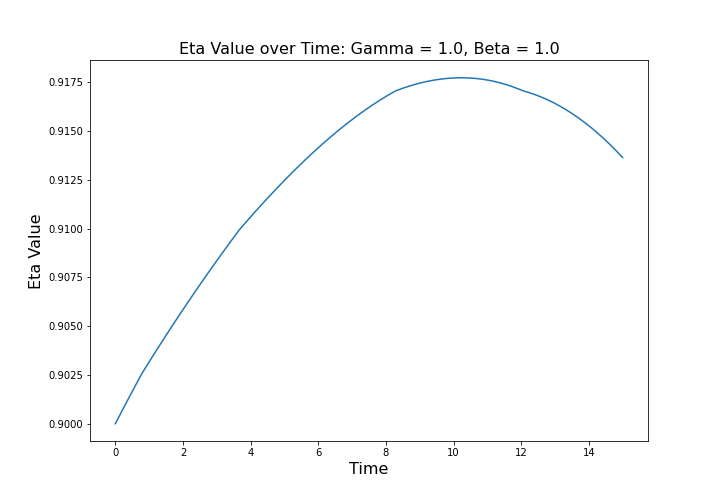 Eta Value over Time: Gamma = 1.0, Beta = 1.0
0.9175
0.9150
0.9125
0.9100
0.9075
0.9050
0.9025
0.9000
Eta Value
0 2 4 6 8 10 12 14
Time